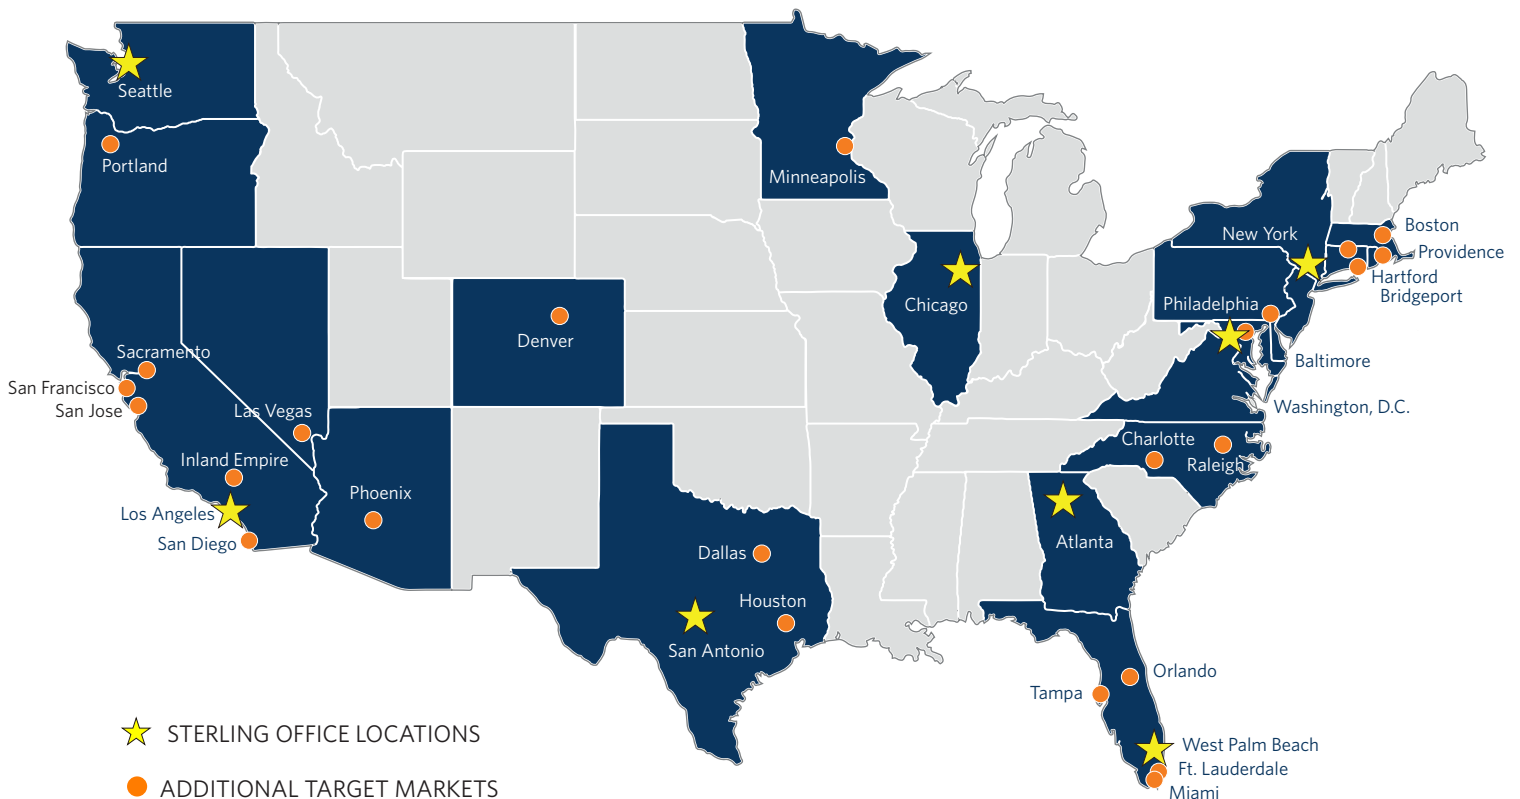 Seattle
Portland
Minneapolis
New York
Boston
Providence
Hartford
Bridgeport
Chicago
Philadelphia
Denver
Sacramento
San Francisco
San Jose
Las Vegas
Baltimore
Washington, D.C.
Charlotte
Raleigh
Inland Empire
Phoenix
Los Angeles
San Diego
Atlanta
Dallas
Houston
San Antonio
Orlando
Tampa
West Palm Beach
Ft. Lauderdale
Miami
STERLING OFFICE LOCATIONS
ADDITIONAL TARGET MARKETS